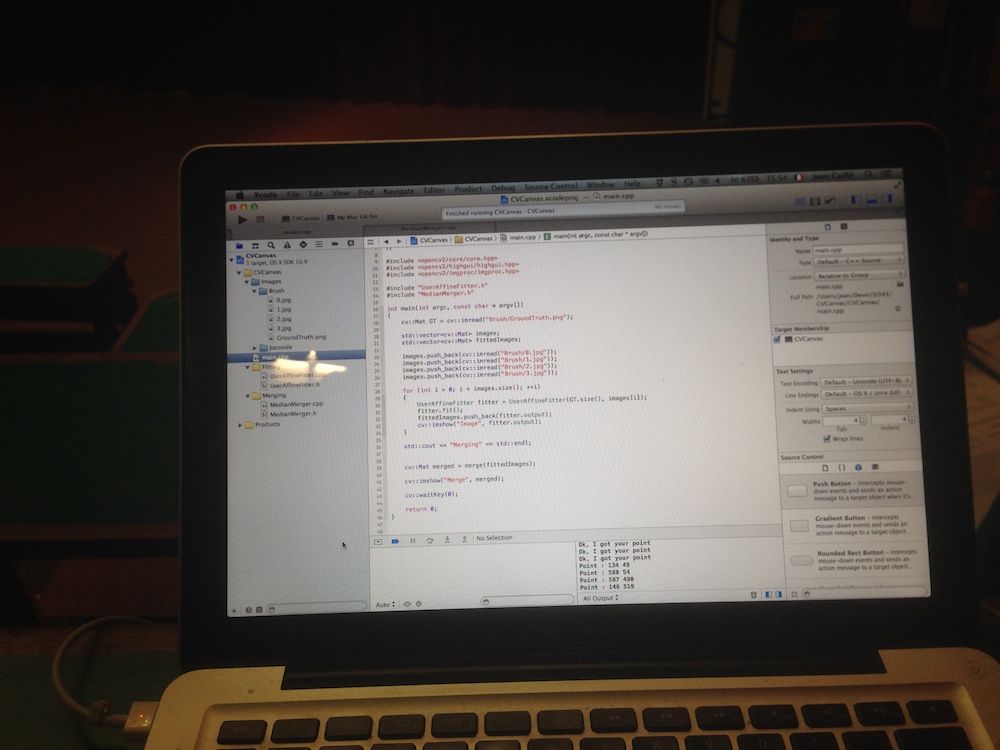 Xcode File Edit View Find Navigate Editor Product Debug Source Control Window Help 15:54 Jean Caillé
CVCanvas.xcodeproj — main.cpp
CVCanvas My Mac 64-bit
Finished running CVCanvas : CVCanvas
No Issues
main.cpp
MedianMerger.cpp
CVCanvas CVCanvas main.cpp main(int argc, const char * argv[])
CVCanvas
1 target, OS X SDK 10.9
CVCanvas
Images
Brush
0.jpg
1.jpg
2.jpg
3.jpg
GroundTruth.png
Joconde
main.cpp
UserAffineFitter.cpp
UserAffineFitter.h
Merging
MedianMerger.cpp
MedianMerger.h
Products
//
#include <opencv2/core/core.hpp>
#include <opencv2/highgui/highgui.hpp>
#include <opencv2/imgproc/imgproc.hpp>
#include "UserAffineFitter.h"
#include "MedianMerger.h"
int main(int argc, const char * argv[])
{
cv::Mat GT = cv::imread("Brush/GroundTruth.png");
std::vector<cv::Mat> images;
std::vector<cv::Mat> fittedImages;
images.push_back(cv::imread("Brush/0.jpg"));
images.push_back(cv::imread("Brush/1.jpg"));
images.push_back(cv::imread("Brush/2.jpg"));
images.push_back(cv::imread("Brush/3.jpg"));
for (int i = 0; i < images.size(); ++i)
{
UserAffineFitter fitter = UserAffineFitter(GT.size(), images[i]);
fitter.fit();
fittedImages.push_back(fitter.output);
cv::imshow("Image", fitter.output);
}
std::cout << "Merging" << std::endl;
cv::Mat merged = merge(fittedImages);
cv::imshow("Merge", merged);
cv::waitKey(0);
return 0;
}
No Selection
Auto
Ok, I got your point
Ok, I got your point
Ok, I got your point
Point : 134 49
Point : 580 54
Point : 587 490
Point : 146 519
All Output
Identity and Type
Name main.cpp
Type Default - C++ Source
Location Relative to Group
main.cpp
Full Path /Users/Jean/Devel/SI343/
CVCanvas/CVCanvas/
main.cpp
Target Membership
CVCanvas
Text Settings
Text Encoding Default - Unicode (UTF-8)
Line Endings Default - OS X / Unix (LF)
Indent Using Spaces
Widths 4 4
Tab Indent
Wrap lines
Source Control
Push Button - Intercepts mouse-
down events and sends an action
message to a target object when it's...
Gradient Button - Intercepts
mouse-down events and sends an
action message to a target object...
Rounded Rect Button - Intercepts
mouse-down events and sends an
action message to a target object...